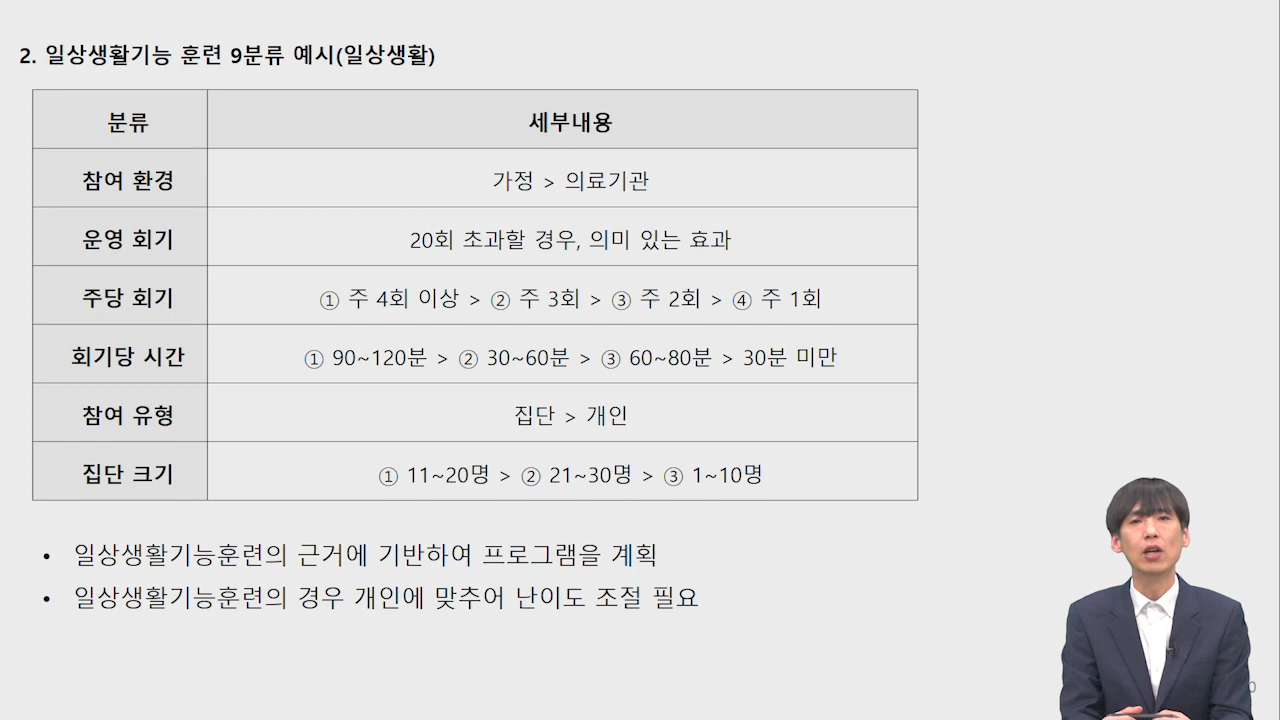 2. 일상생활기능 훈련 9분류 예시(일상생활)
분류 세부내용
참여 환경 가정 > 의료기관
운영 회기 20회 초과할 경우, 의미 있는 효과
주당 회기 ① 주 4회 이상 > ② 주 3회 > ③ 주 2회 > ④ 주 1회
회기당 시간 ① 90~120분 > ② 30~60분 > ③ 60~80분 > 30분 미만
참여 유형 집단 > 개인
집단 크기 ① 11~20명 > ② 21~30명 > ③ 1~10명
• 일상생활기능훈련의 근거에 기반하여 프로그램을 계획
• 일상생활기능훈련의 경우 개인에 맞추어 난이도 조절 필요